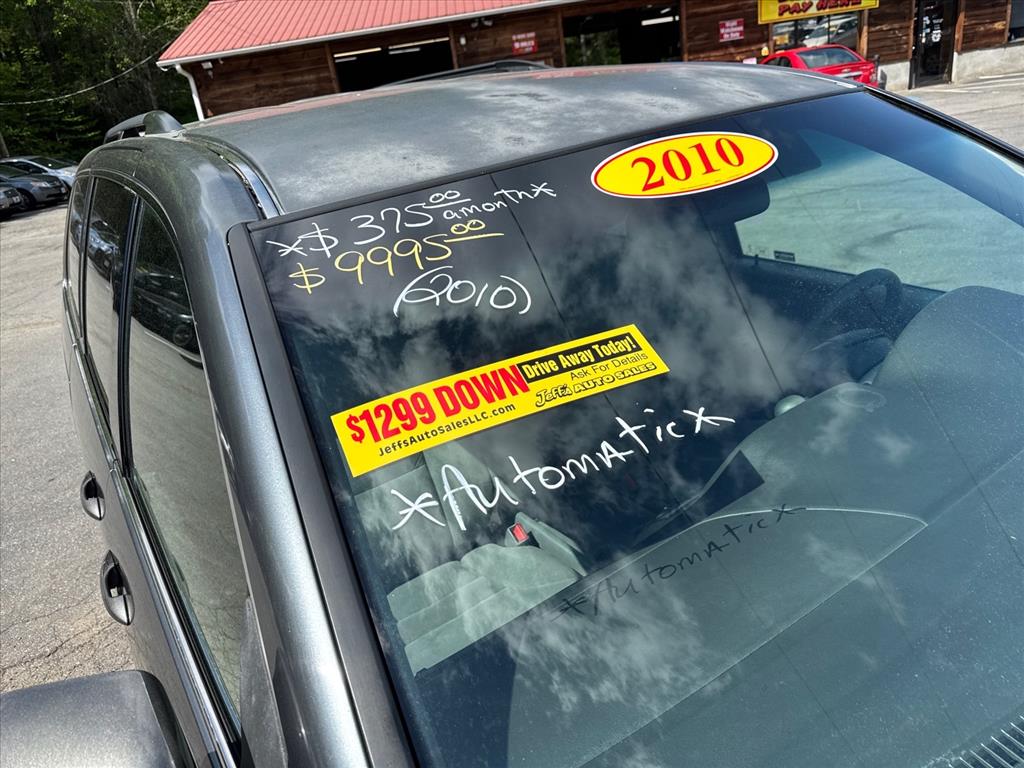 PAY HERE
2010
*$375.00 a month*
$9995.00
(2010)
$1299 DOWN Drive Away Today!
Ask For Details
JeffsAutoSalesLLC.com Jeff's AUTO SALES
*Automatic*